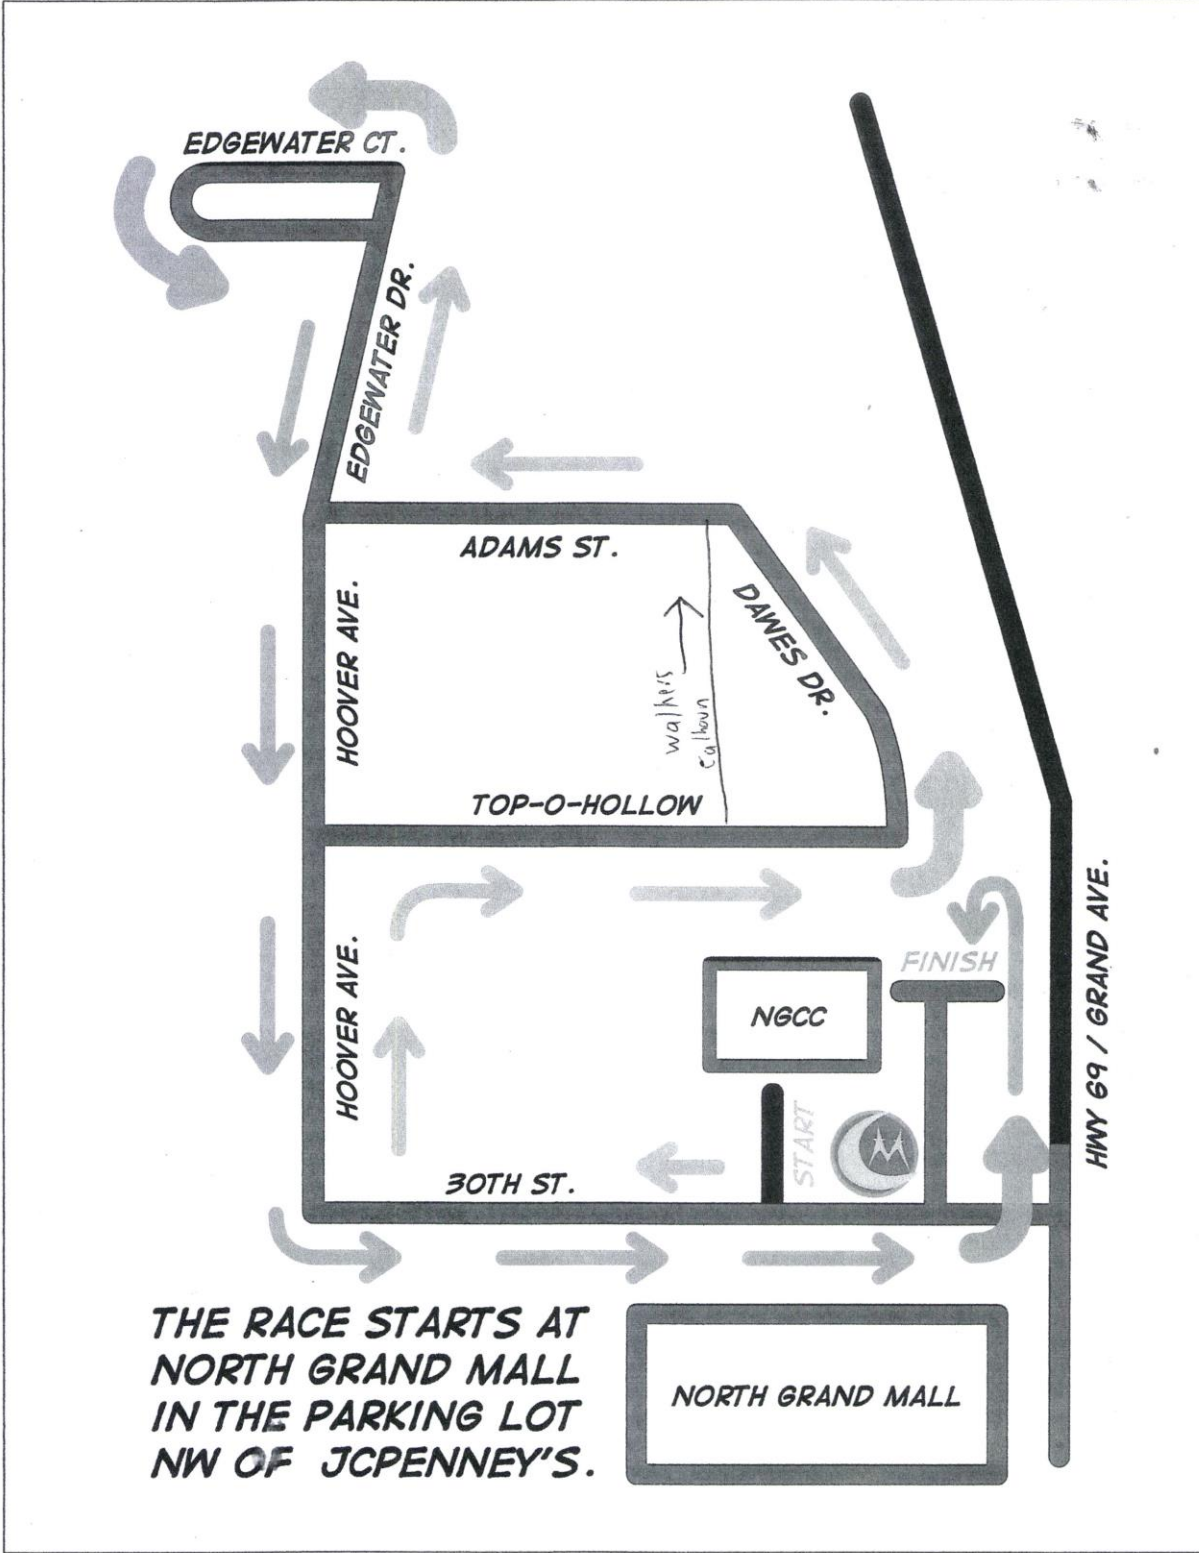 EDGEWATER CT.
EDGEWATER DR.
ADAMS ST.
HOOVER AVE.
DAWES DR.
walkers
calhoun
TOP-O-HOLLOW
HOOVER AVE.
FINISH
NGCC
HWY 69 / GRAND AVE.
START
M
30TH ST.
THE RACE STARTS AT
NORTH GRAND MALL
IN THE PARKING LOT
NW OF JCPENNEY'S.
NORTH GRAND MALL